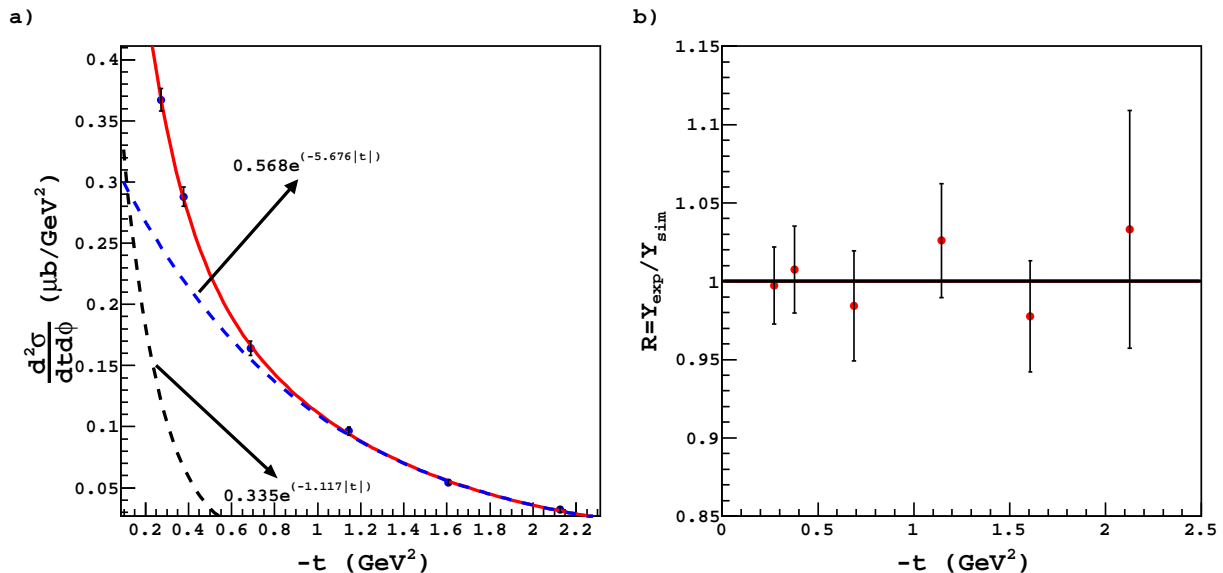 a)
0.4
0.35
0.3
0.25
0.2
0.15
0.1
0.05
d²σ
dtdϕ
(μb/GeV²)
0.568e^(-5.676|t|)
0.335e^(-1.117|t|)
0.2 0.4 0.6 0.8 1 1.2 1.4 1.6 1.8 2 2.2
-t (GeV²)
b)
1.15
1.1
1.05
1
0.95
0.9
0.85
R=Y_exp/Y_sim
0 0.5 1 1.5 2 2.5
-t (GeV²)